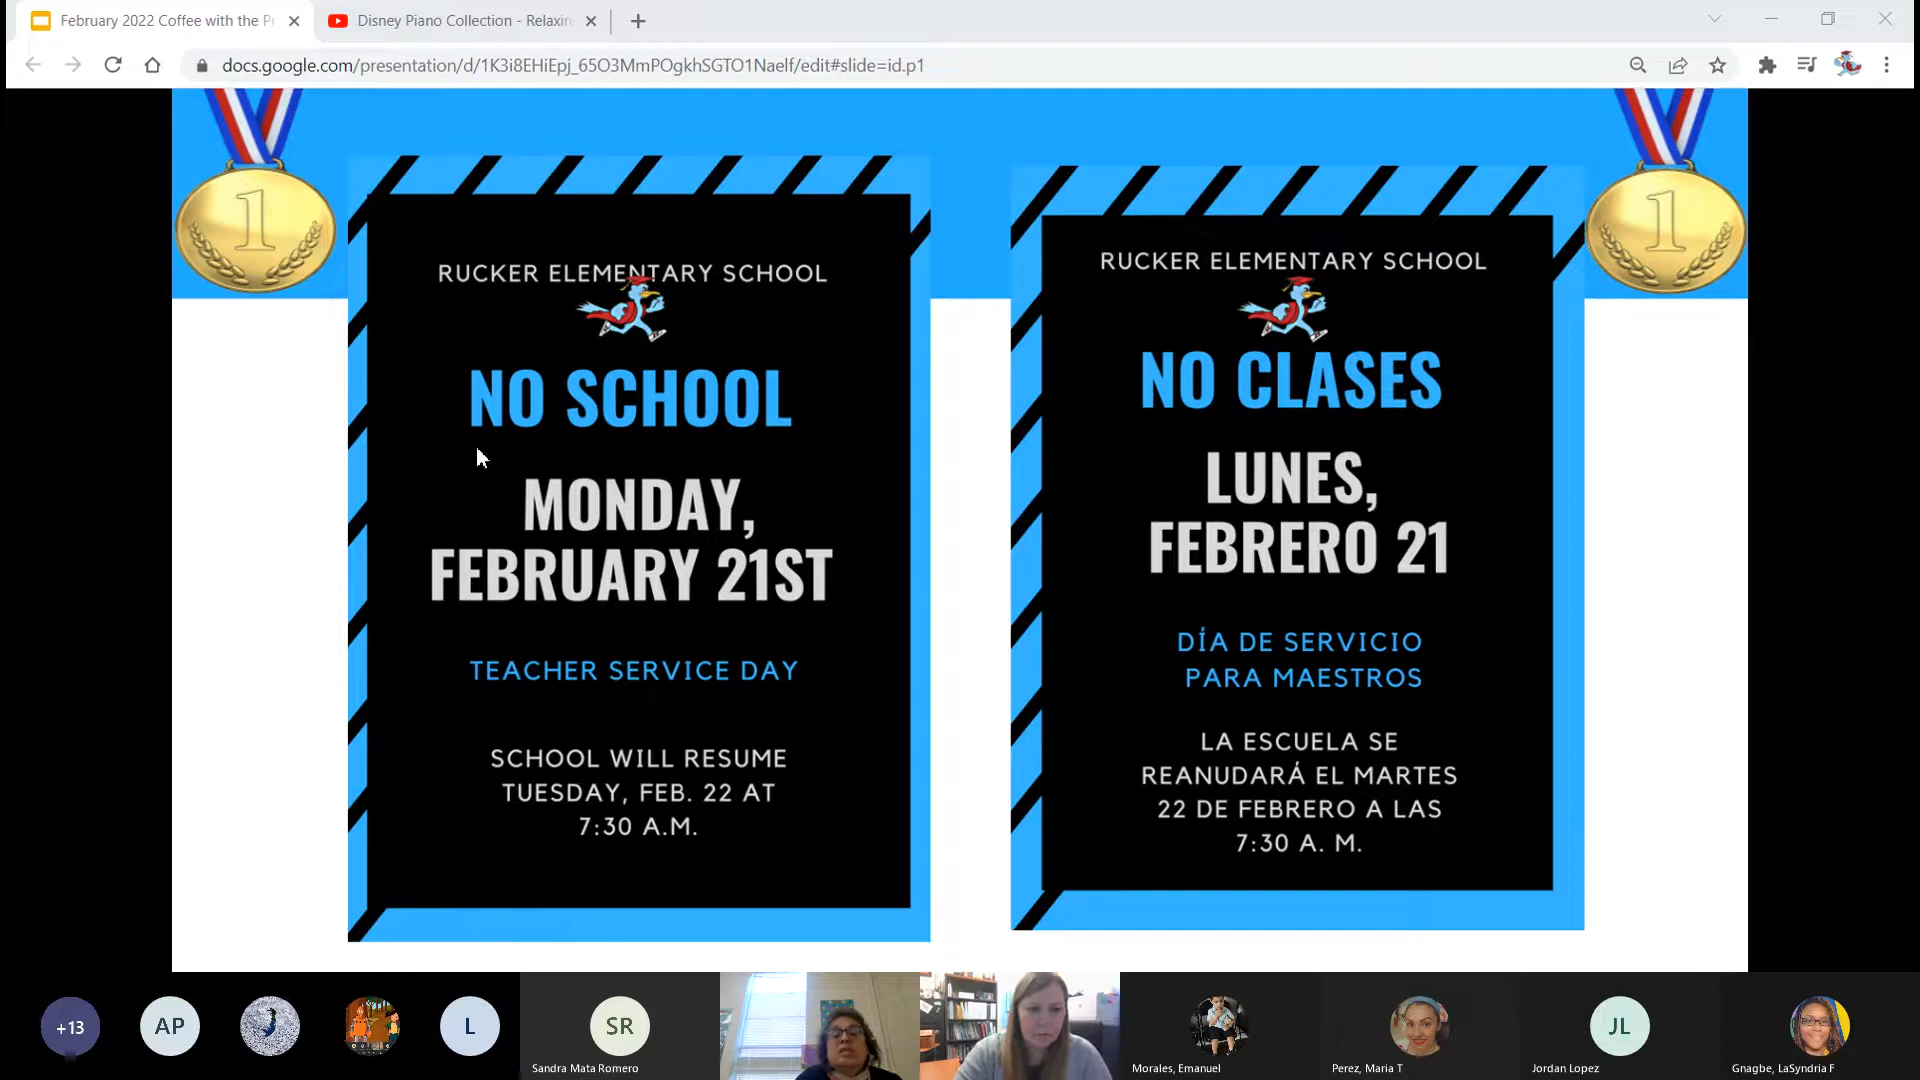 February 2022 Coffee with the Pr
Disney Piano Collection - Relaxin
docs.google.com/presentation/d/1K3i8EHiEpj_65O3MmPOgkhSGTO1Naelf/edit#slide=id.p1
1
1
RUCKER ELEMENTARY SCHOOL
NO SCHOOL
MONDAY,
FEBRUARY 21ST
TEACHER SERVICE DAY
SCHOOL WILL RESUME
TUESDAY, FEB. 22 AT
7:30 A.M.
RUCKER ELEMENTARY SCHOOL
NO CLASES
LUNES,
FEBRERO 21
DÍA DE SERVICIO
PARA MAESTROS
LA ESCUELA SE
REANUDARÁ EL MARTES
22 DE FEBRERO A LAS
7:30 A. M.
+13
AP
L
SR
Sandra Mata Romero
Morales, Emanuel
Perez, Maria T
JL
Jordan Lopez
Gnagbe, LaSyndria F